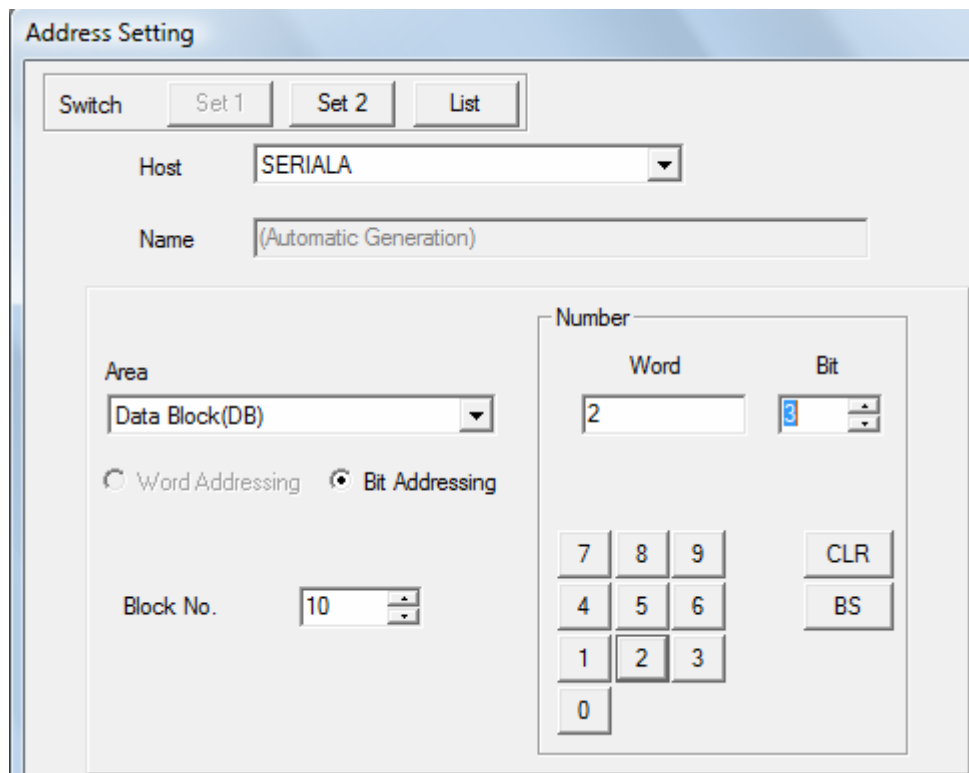 Address Setting
Switch Set 1 Set 2 List
Host SERIALA
Name (Automatic Generation)
Number
Word Bit
Area
Data Block(DB) 2 3
Word Addressing Bit Addressing
7 8 9 CLR
Block No. 10 4 5 6 BS
1 2 3
0